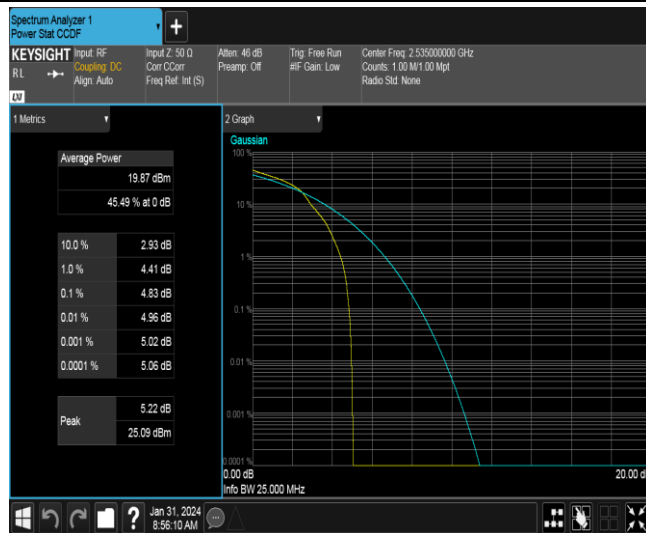 Spectrum Analyzer 1
Power Stat CCDF
KEYSIGHT
RL
Input: RF
Coupling: DC
Align: Auto
Input Z: 50 Ω
Corr CCorr
Freq Ref: Int (S)
Atten: 46 dB
Preamp: Off
Trig: Free Run
#IF Gain: Low
Center Freq: 2.535000000 GHz
Counts: 1.00 M/1.00 Mpt
Radio Std: None
1 Metrics
Average Power
19.87 dBm
45.49 % at 0 dB
10.0 % 2.93 dB
1.0 % 4.41 dB
0.1 % 4.83 dB
0.01 % 4.96 dB
0.001 % 5.02 dB
0.0001 % 5.06 dB
Peak
5.22 dB
25.09 dBm
2 Graph
Gaussian
100 %
10 %
1 %
0.1 %
0.01 %
0.001 %
0.0001 %
0.00 dB
20.00 d
Info BW 25.000 MHz
Jan 31, 2024
8:56:10 AM